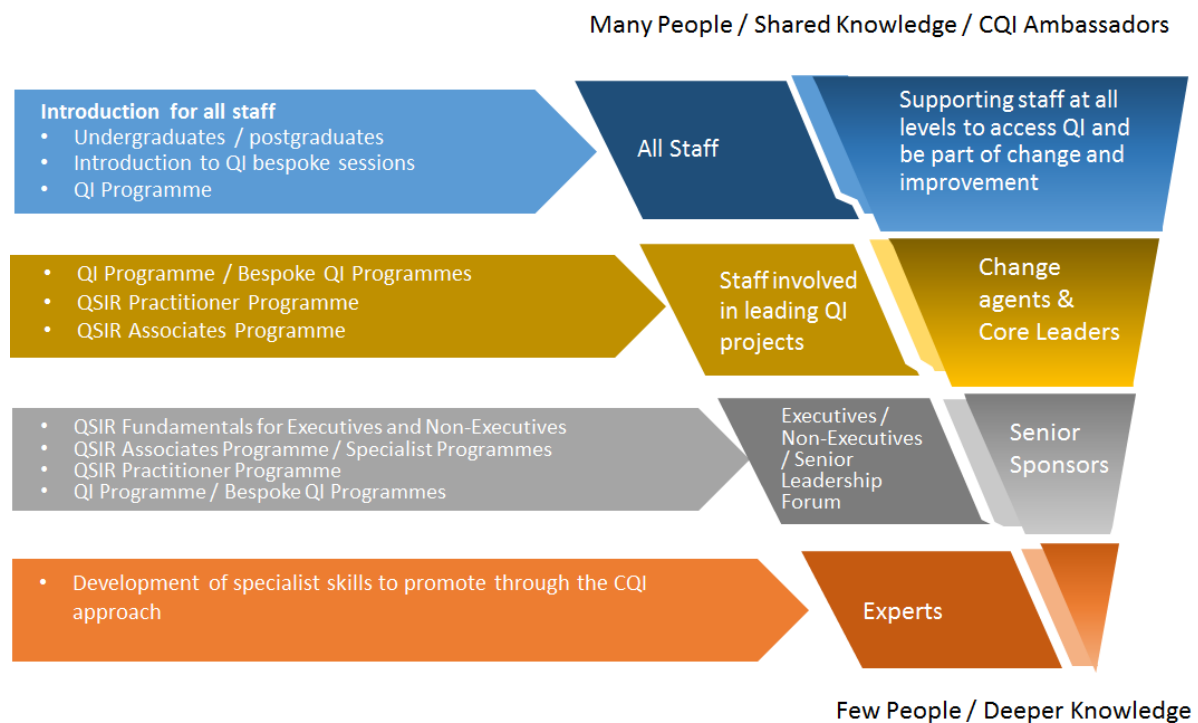 Many People / Shared Knowledge / CQI Ambassadors
Introduction for all staff
• Undergraduates / postgraduates
• Introduction to QI bespoke sessions
• QI Programme
All Staff
Supporting staff at all
levels to access QI and
be part of change and
improvement
• QI Programme / Bespoke QI Programmes
• QSIR Practitioner Programme
• QSIR Associates Programme
Staff involved
in leading QI
projects
Change
agents &
Core Leaders
• QSIR Fundamentals for Executives and Non-Executives
• QSIR Associates Programme / Specialist Programmes
• QSIR Practitioner Programme
• QI Programme / Bespoke QI Programmes
Executives /
Non-Executives
/ Senior
Leadership
Forum
Senior
Sponsors
• Development of specialist skills to promote through the CQI
approach
Experts
Few People / Deeper Knowledge